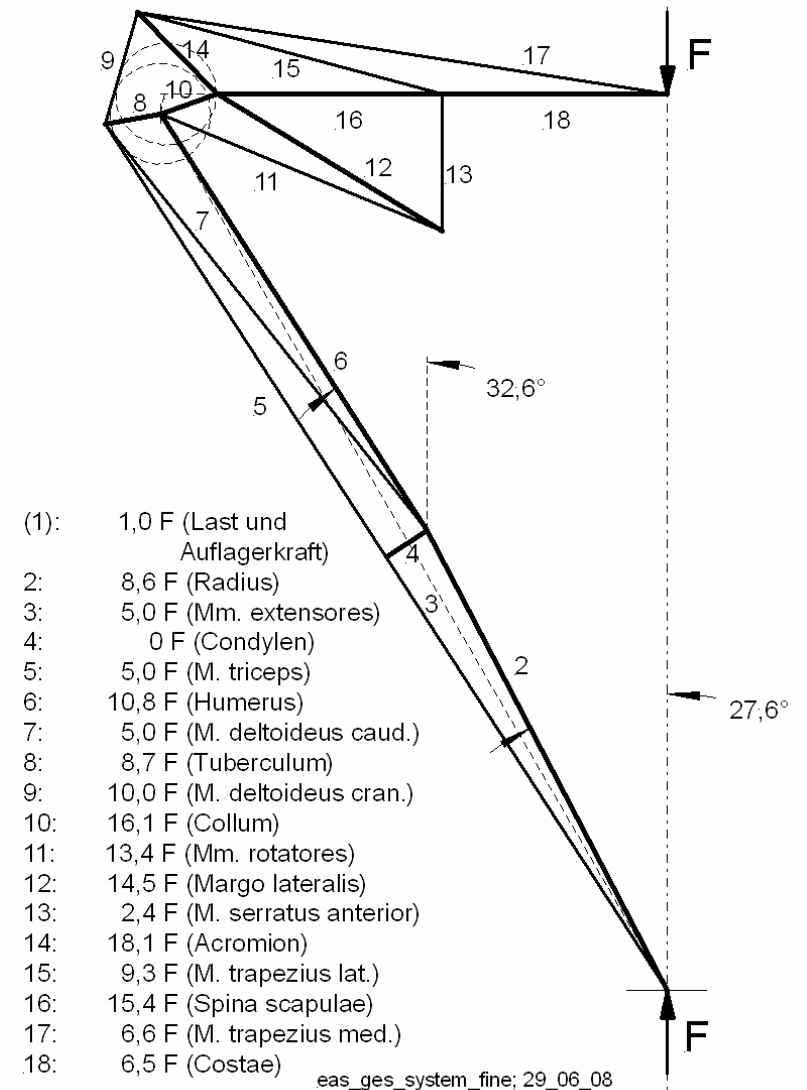 F
17
14
9
15
10
8
16
18
12
13
11
7
6
32,6°
5
4
3
2
27,6°
(1): 1,0 F (Last und
Auflagerkraft)
2: 8,6 F (Radius)
3: 5,0 F (Mm. extensores)
4: 0 F (Condylen)
5: 5,0 F (M. triceps)
6: 10,8 F (Humerus)
7: 5,0 F (M. deltoideus caud.)
8: 8,7 F (Tuberculum)
9: 10,0 F (M. deltoideus cran.)
10: 16,1 F (Collum)
11: 13,4 F (Mm. rotatores)
12: 14,5 F (Margo lateralis)
13: 2,4 F (M. serratus anterior)
14: 18,1 F (Acromion)
15: 9,3 F (M. trapezius lat.)
16: 15,4 F (Spina scapulae)
17: 6,6 F (M. trapezius med.)
18: 6,5 F (Costae)
F
eas_ges_system_fine; 29_06_08